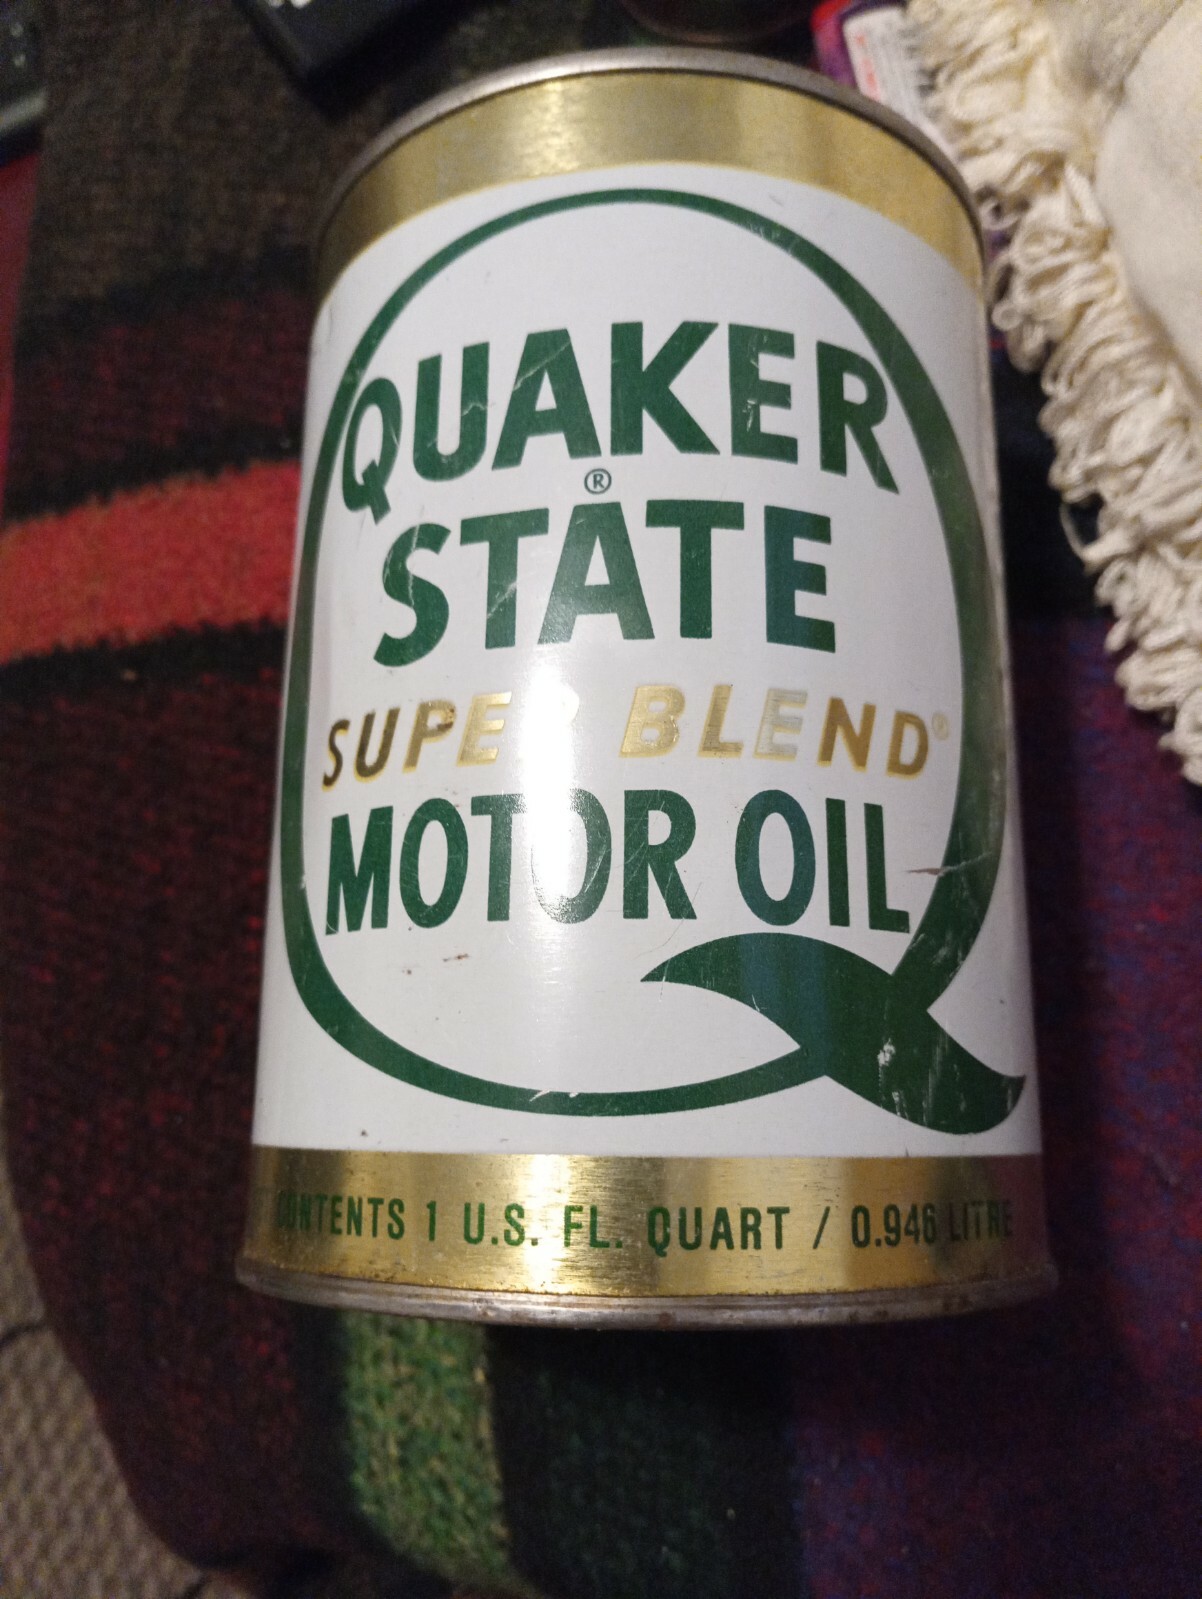 QUAKER
®
STATE
SUPER BLEND®
MOTOR OIL
CONTENTS 1 U.S. FL. QUART / 0.946 LITRE